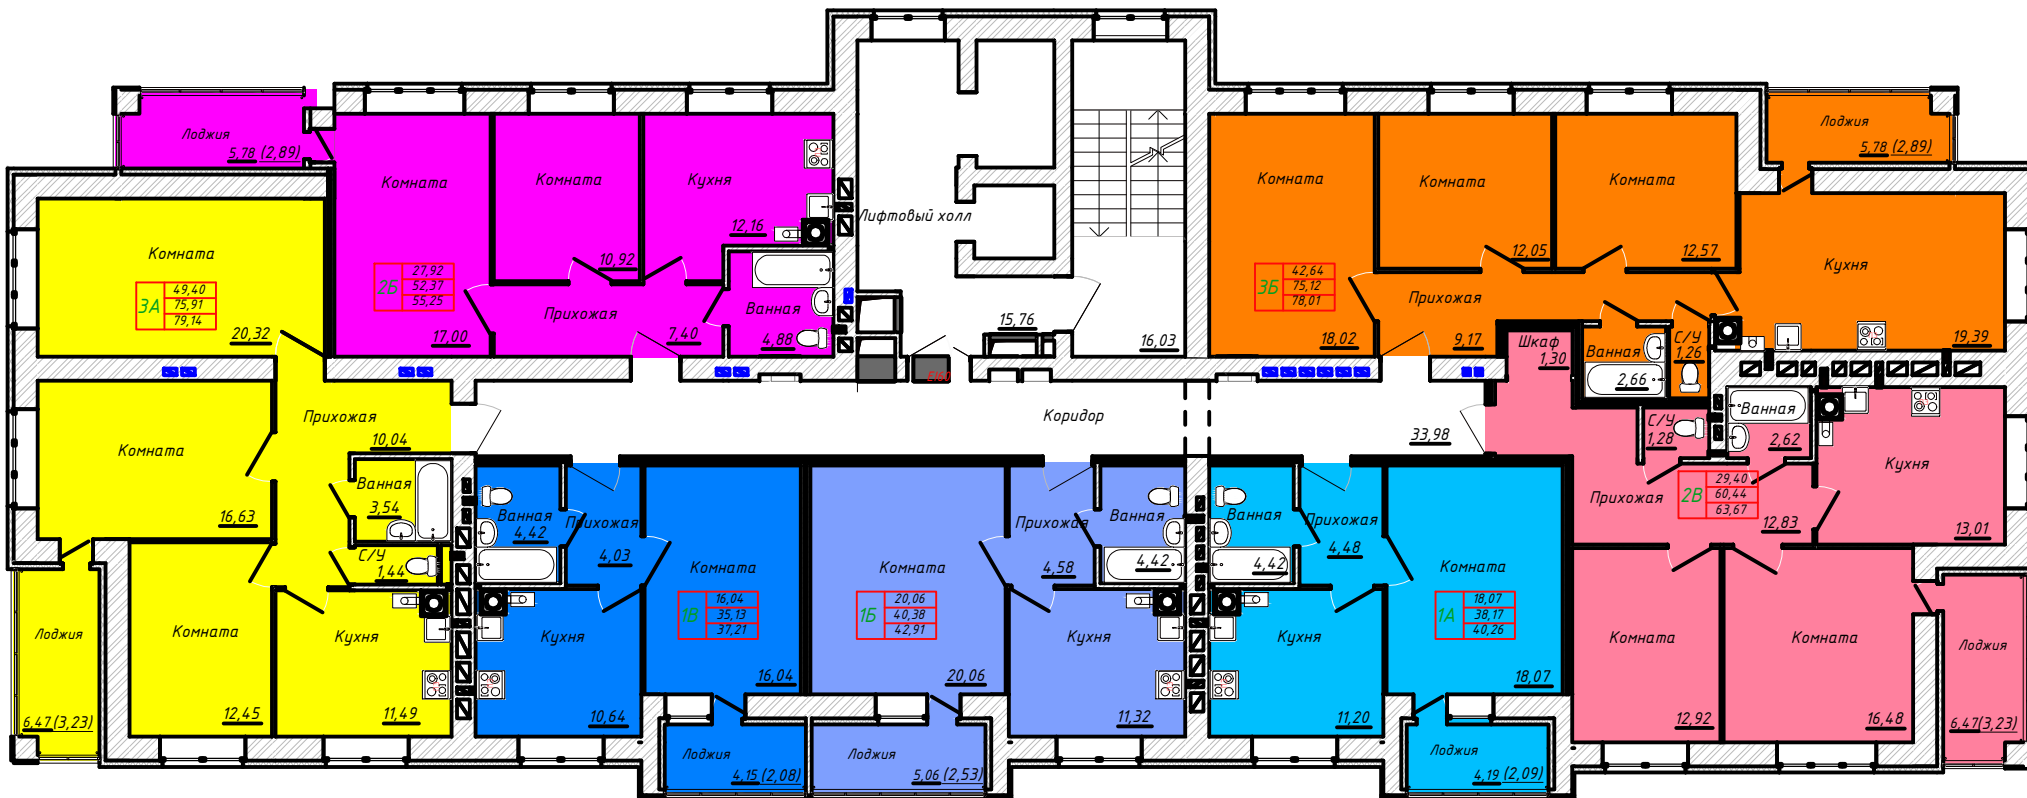 Лоджия
5,78 (2,89)
Комната
Комната
Кухня
12,16
10,92
2Б
27,92
52,37
55,25
17,00
Прихожая
7,40
Ванная
4,88
Лифтовый холл
15,76
16,03
EI60
Комната
18,02
3Б
42,64
75,12
78,01
Комната
12,05
Комната
12,57
Лоджия
5,78 (2,89)
Кухня
19,39
Прихожая
9,17
Ванная
2,66
С/У
1,26
Комната
3А
49,40
75,91
79,14
20,32
Прихожая
10,04
Комната
16,63
Ванная
3,54
С/У
1,44
Комната
12,45
Кухня
11,49
Лоджия
6,47(3,23)
Коридор
33,98
Ванная
4,42
Прихожая
4,03
Комната
1В
16,04
35,13
37,21
16,04
Кухня
10,64
Лоджия
4,15 (2,08)
Комната
1Б
20,06
40,38
42,91
20,06
Прихожая
4,58
Ванная
4,42
Кухня
11,32
Лоджия
5,06 (2,53)
Ванная
4,42
Прихожая
4,48
Комната
1А
18,07
38,17
40,26
18,07
Кухня
11,20
Лоджия
4,19 (2,09)
Шкаф
1,30
С/У
1,28
Ванная
2,62
Кухня
13,01
Прихожая
12,83
2В
29,40
60,44
63,67
Комната
12,92
Комната
16,48
Лоджия
6,47(3,23)